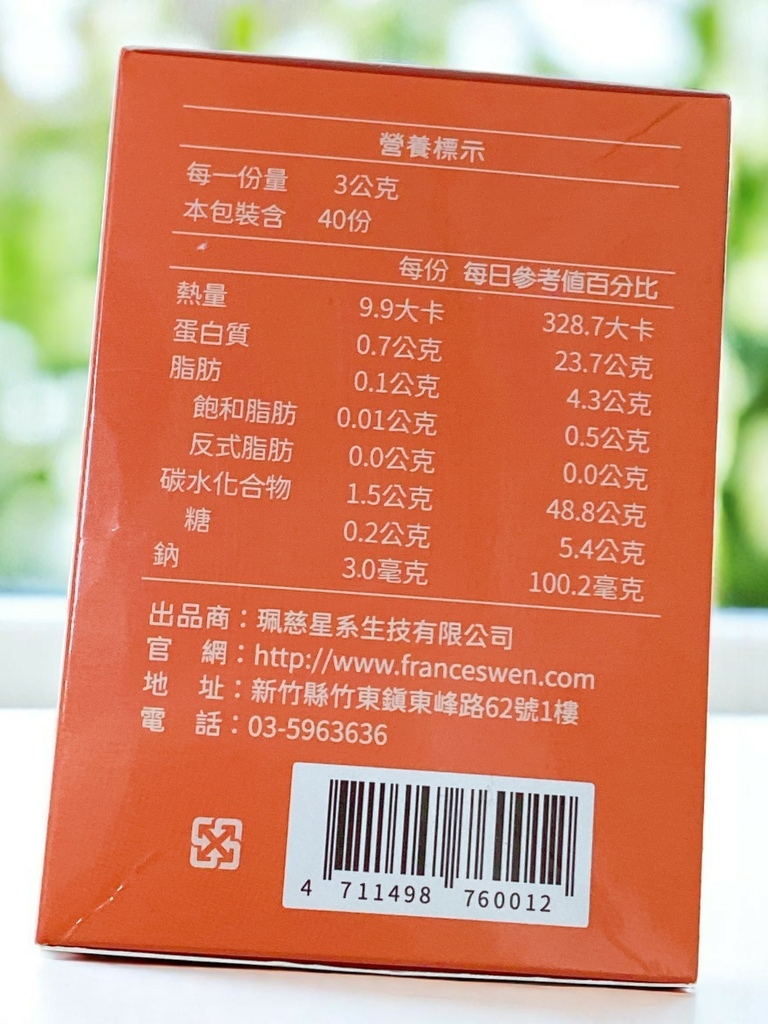 營養標示
每一份量 3公克
本包裝含 40份
每份 每日參考値百分比
熱量 9.9大卡 328.7大卡
蛋白質 0.7公克 23.7公克
脂肪 0.1公克 4.3公克
飽和脂肪 0.01公克 0.5公克
反式脂肪 0.0公克 0.0公克
碳水化合物 1.5公克 48.8公克
糖 0.2公克 5.4公克
鈉 3.0毫克 100.2毫克
出品商：珮慈星系生技有限公司
官 網：http://www.franceswen.com
地 址：新竹縣竹東鎮東峰路62號1樓
電 話：03-5963636
4 711498 760012